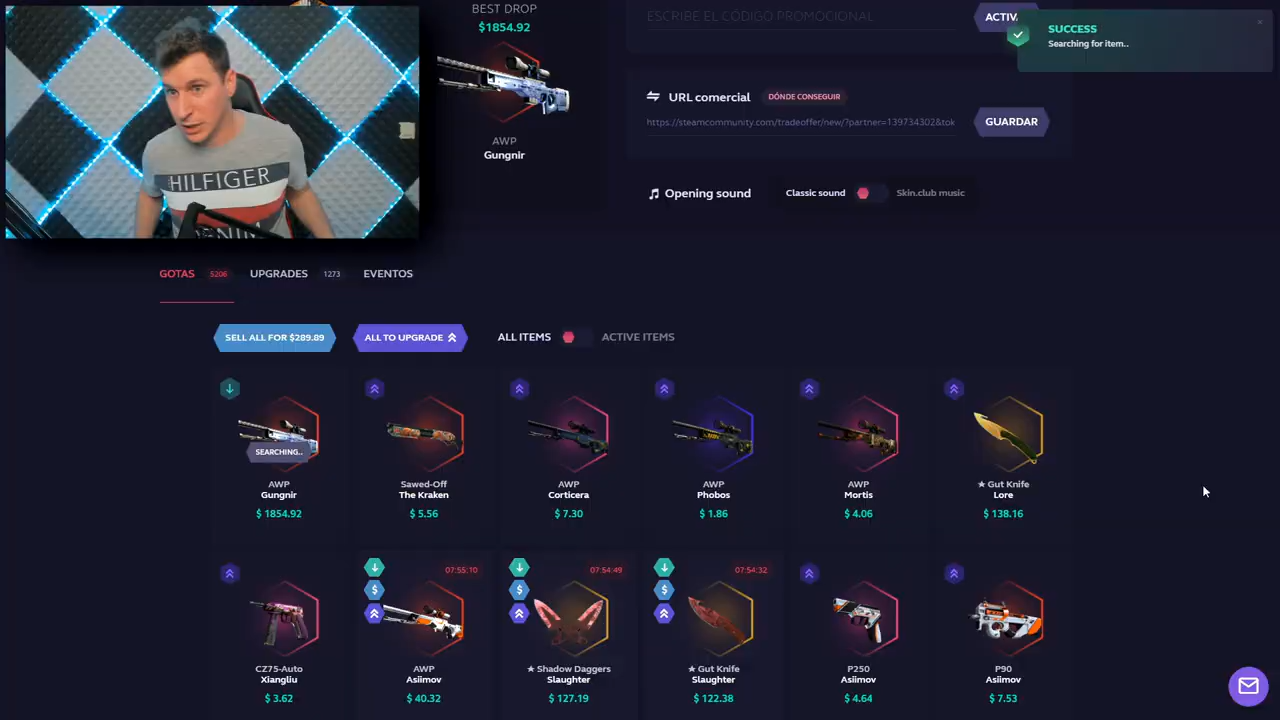 BEST DROP
$1854.92
AWP
Gungnir
ESCRIBE EL CÓDIGO PROMOCIONAL
SUCCESS
Searching for item..
URL comercial
DÓNDE CONSEGUIR
https://steamcommunity.com/tradeoffer/new/?partner=139734302&tok
GUARDAR
Opening sound
Classic sound
Skin.club music
HILFIGER
GOTAS 5206
UPGRADES 1273
EVENTOS
SELL ALL FOR $289.89
ALL TO UPGRADE
ALL ITEMS
ACTIVE ITEMS
SEARCHING..
AWP
Gungnir
$ 1854.92
Sawed-Off
The Kraken
$ 5.56
AWP
Corticera
$ 7.30
AWP
Phobos
$ 1.86
AWP
Mortis
$ 4.06
★ Gut Knife
Lore
$ 138.16
CZ75-Auto
Xiangliu
$ 3.62
07:55:10
$
AWP
Asiimov
$ 40.32
07:54:49
$
★ Shadow Daggers
Slaughter
$ 127.19
07:54:32
$
★ Gut Knife
Slaughter
$ 122.38
P250
Asiimov
$ 4.64
P90
Asiimov
$ 7.53